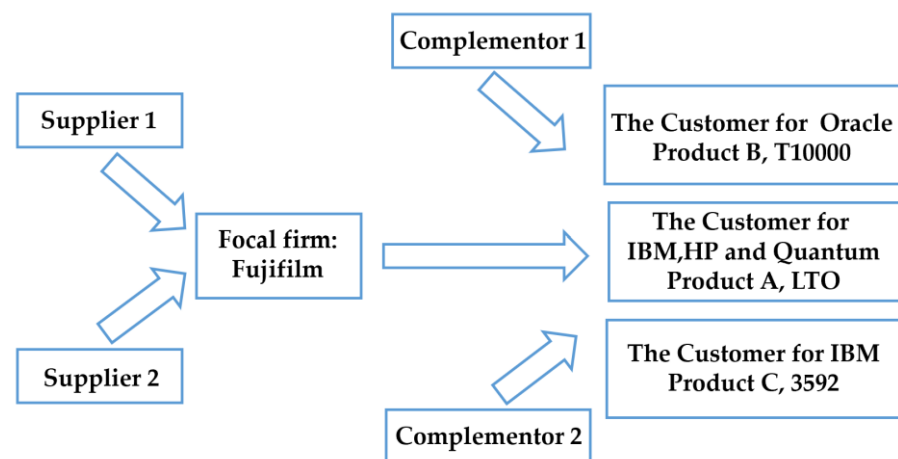 Complementor 1
Supplier 1
The Customer for Oracle
Product B, T10000
Focal firm:
Fujifilm
The Customer for
IBM,HP and Quantum
Product A, LTO
Supplier 2
The Customer for IBM
Product C, 3592
Complementor 2